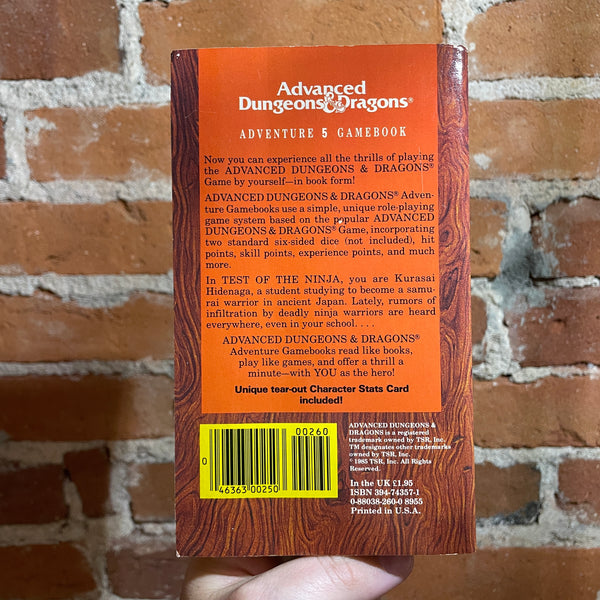 Advanced
Dungeons&Dragons®
ADVENTURE 5 GAMEBOOK
Now you can experience all the thrills of playing
the ADVANCED DUNGEONS & DRAGONS®
Game by yourself—in book form!
ADVANCED DUNGEONS & DRAGONS® Adven-
ture Gamebooks use a simple, unique role-playing
game system based on the popular ADVANCED
DUNGEONS & DRAGONS® Game, incorporating
two standard six-sided dice (not included), hit
points, skill points, experience points, and much
more.
In TEST OF THE NINJA, you are Kurasai
Hidenaga, a student studying to become a samu-
rai warrior in ancient Japan. Lately, rumors of
infiltration by deadly ninja warriors are heard
everywhere, even in your school. . . .
ADVANCED DUNGEONS & DRAGONS®
Adventure Gamebooks read like books,
play like games, and offer a thrill a
minute—with YOU as the hero!
Unique tear-out Character Stats Card
included!
00260
0
46363 00250
ADVANCED DUNGEONS &
DRAGONS is a registered
trademark owned by TSR, Inc.
TM designates other trademarks
owned by TSR, Inc.
©1985 TSR, Inc. All Rights
Reserved.
In the UK £1.95
ISBN 394-74357-1
0-88038-260-0 8955
Printed in U.S.A.